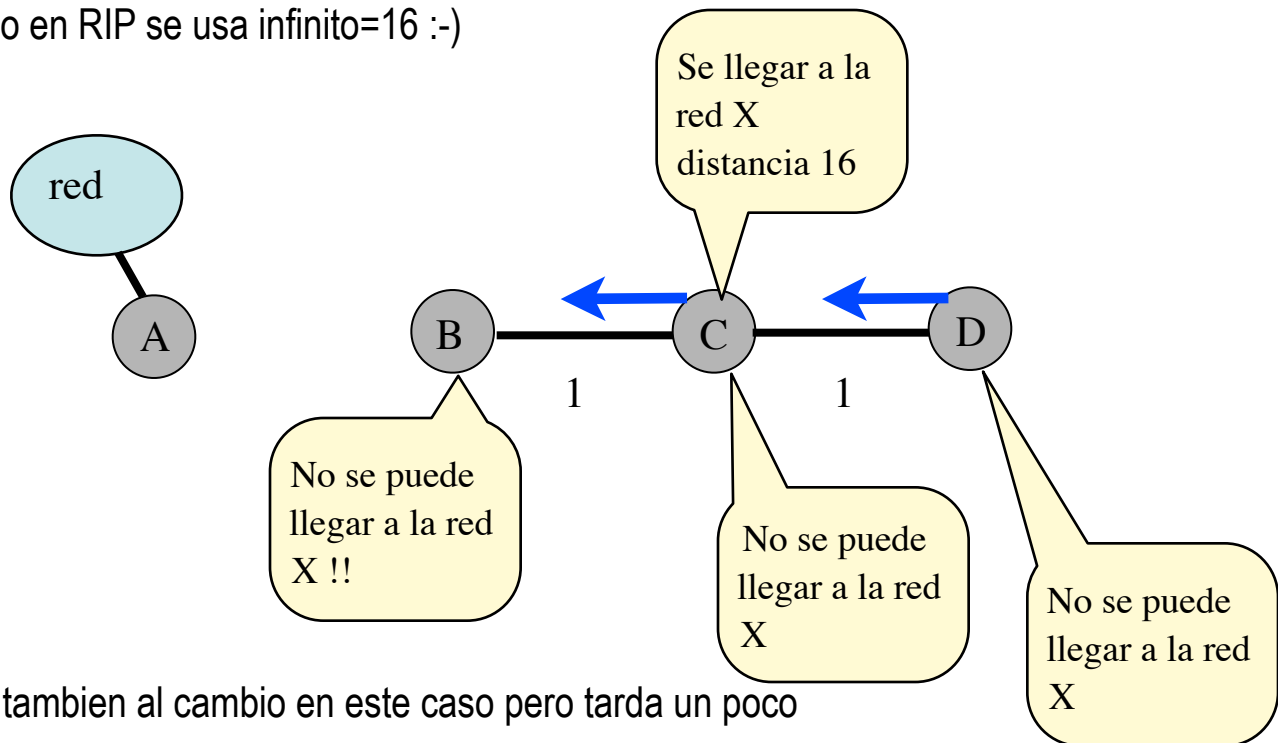 o en RIP se usa infinito=16 :-)
Se llegar a la
red X
distancia 16
red
A
B
C
D
1
1
No se puede
llegar a la red
X !!
No se puede
llegar a la red
X
No se puede
llegar a la red
X
tambien al cambio en este caso pero tarda un poco